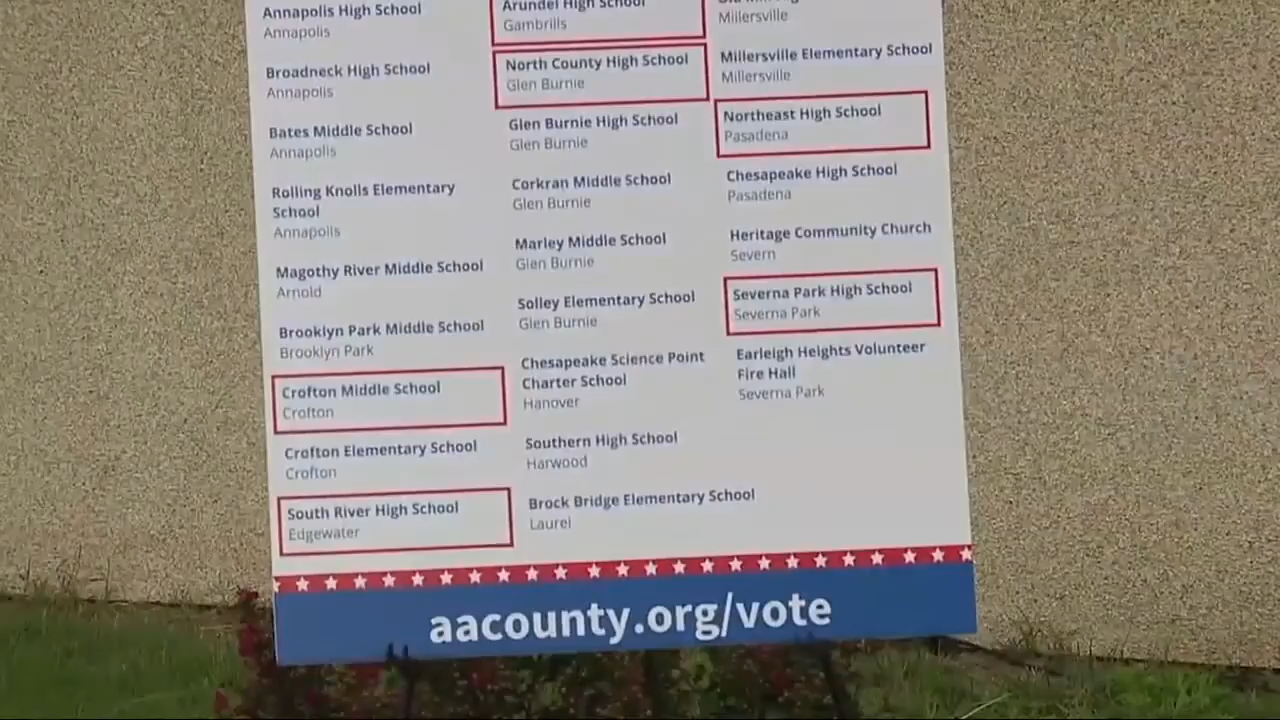 Annapolis High School
Annapolis
Broadneck High School
Annapolis
Bates Middle School
Annapolis
Rolling Knolls Elementary
School
Annapolis
Magothy River Middle School
Arnold
Brooklyn Park Middle School
Brooklyn Park
Crofton Middle School
Crofton
Crofton Elementary School
Crofton
South River High School
Edgewater
Arundel High School
Gambrills
North County High School
Glen Burnie
Glen Burnie High School
Glen Burnie
Corkran Middle School
Glen Burnie
Marley Middle School
Glen Burnie
Solley Elementary School
Glen Burnie
Chesapeake Science Point
Charter School
Hanover
Southern High School
Harwood
Brock Bridge Elementary School
Laurel
Millersville
Millersville Elementary School
Millersville
Northeast High School
Pasadena
Chesapeake High School
Pasadena
Heritage Community Church
Severn
Severna Park High School
Severna Park
Earleigh Heights Volunteer
Fire Hall
Severna Park
aacounty.org/vote